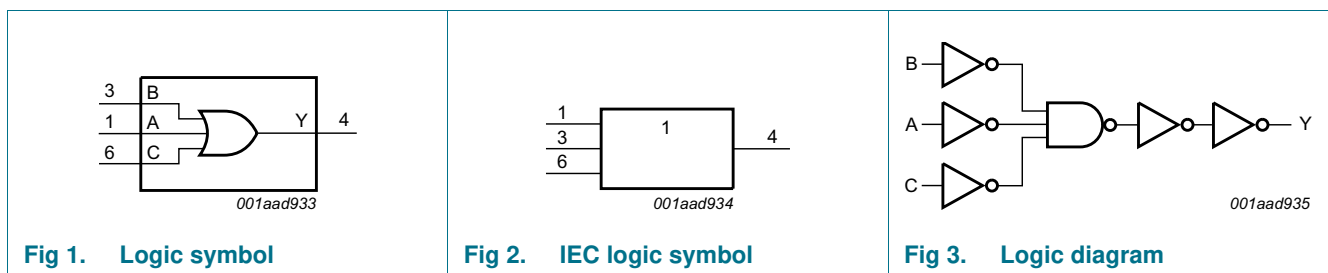 3
B
1
A
6
C
Y
4
001aad933
Fig 1. Logic symbol
1
3
6
1
4
001aad934
Fig 2. IEC logic symbol
B
A
C
Y
001aad935
Fig 3. Logic diagram